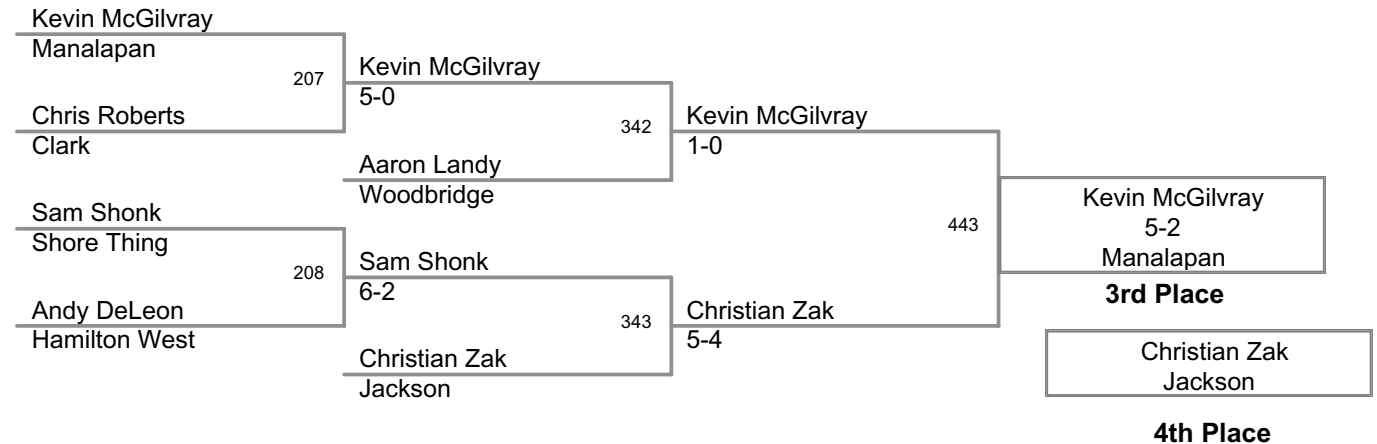 Kevin McGilvray
Manalapan
207
Chris Roberts
Clark
Sam Shonk
Shore Thing
208
Andy DeLeon
Hamilton West
Kevin McGilvray
5-0
342
Aaron Landy
Woodbridge
Sam Shonk
6-2
343
Christian Zak
Jackson
Kevin McGilvray
1-0
443
Christian Zak
5-4
Kevin McGilvray
5-2
Manalapan
3rd Place
Christian Zak
Jackson
4th Place